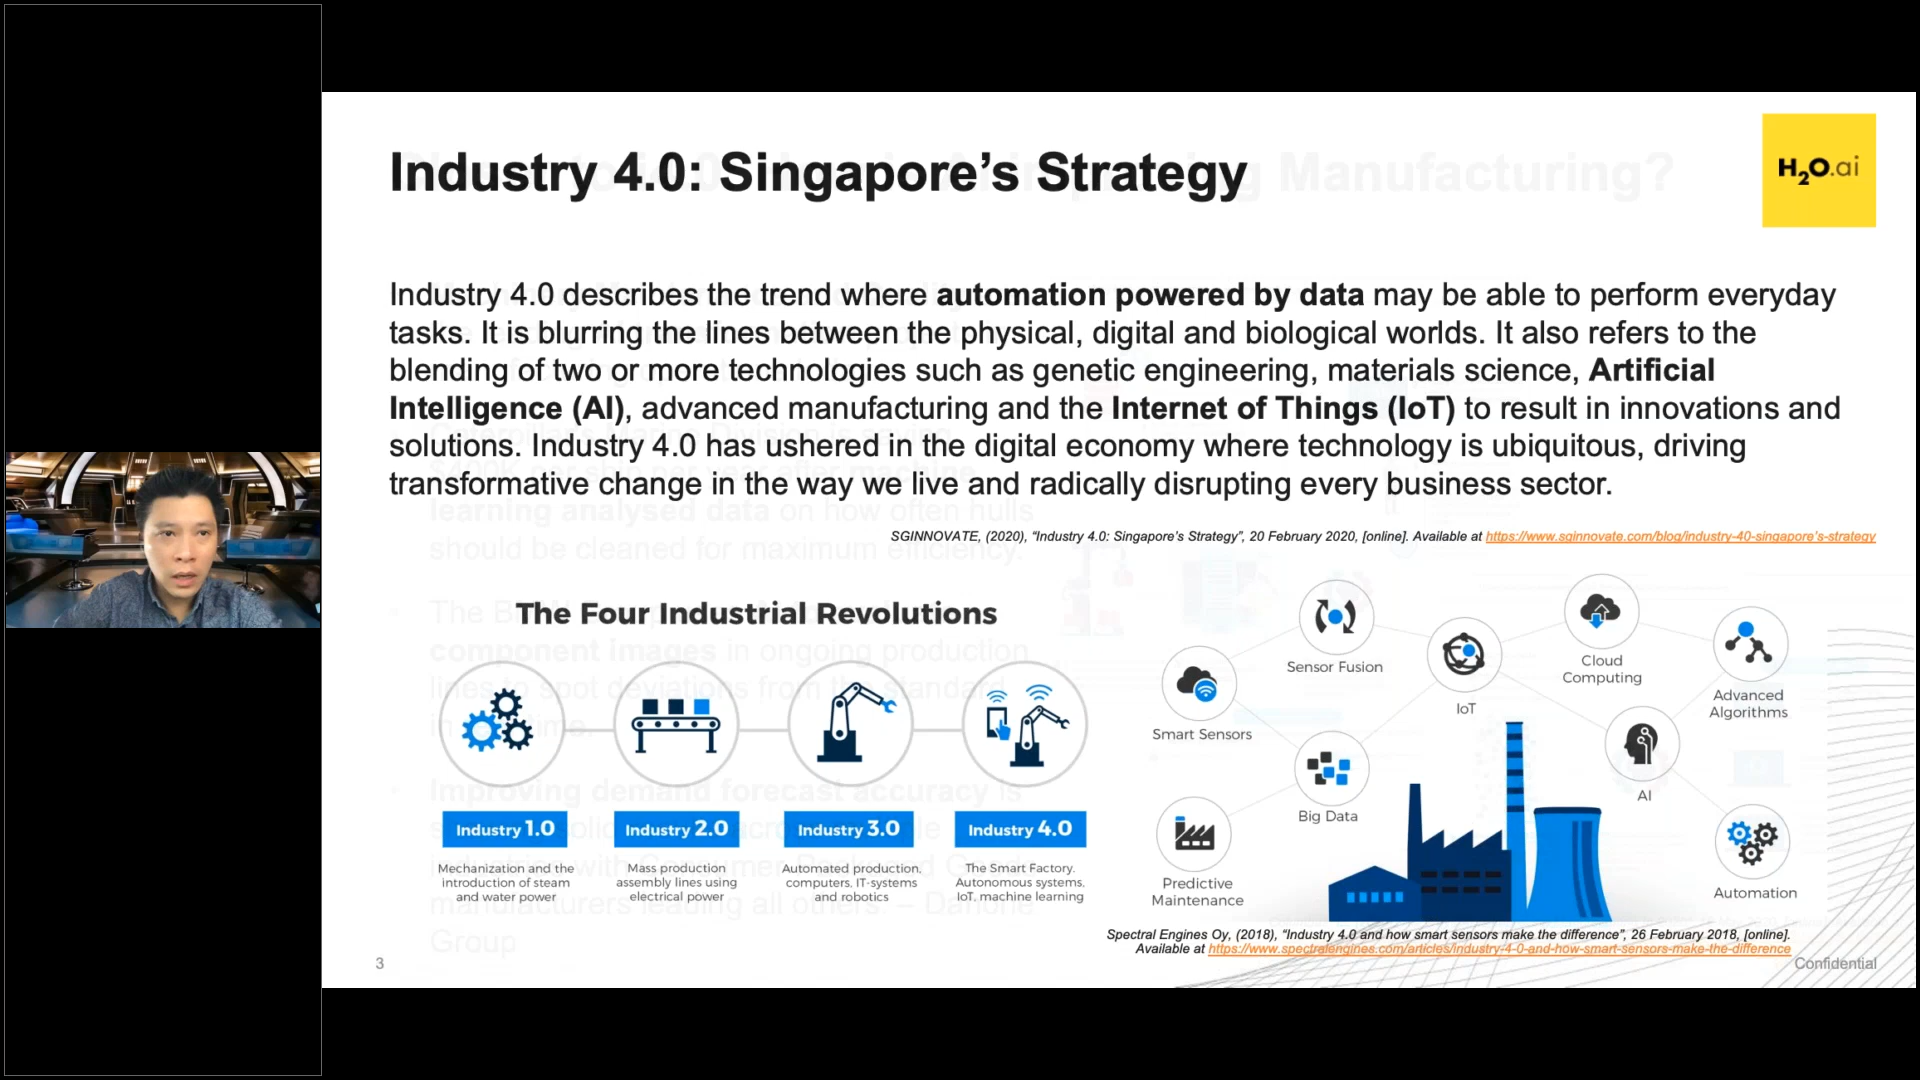 Industry 4.0: Singapore’s Strategy
H2O.ai
Industry 4.0 describes the trend where automation powered by data may be able to perform everyday
tasks. It is blurring the lines between the physical, digital and biological worlds. It also refers to the
blending of two or more technologies such as genetic engineering, materials science, Artificial
Intelligence (AI), advanced manufacturing and the Internet of Things (IoT) to result in innovations and
solutions. Industry 4.0 has ushered in the digital economy where technology is ubiquitous, driving
transformative change in the way we live and radically disrupting every business sector.
SGINNOVATE, (2020), “Industry 4.0: Singapore’s Strategy”, 20 February 2020, [online]. Available at https://www.sginnovate.com/blog/industry-40-singapore’s-strategy
The Four Industrial Revolutions
Industry 1.0
Mechanization and the
introduction of steam
and water power
Industry 2.0
Mass production
assembly lines using
electrical power
Industry 3.0
Automated production,
computers, IT-systems
and robotics
Industry 4.0
The Smart Factory.
Autonomous systems,
IoT, machine learning
Smart Sensors
Sensor Fusion
IoT
Cloud
Computing
Advanced
Algorithms
Big Data
AI
Predictive
Maintenance
Automation
Spectral Engines Oy, (2018), “Industry 4.0 and how smart sensors make the difference”, 26 February 2018, [online].
Available at https://www.spectralengines.com/articles/industry-4-0-and-how-smart-sensors-make-the-difference
3
Confidential